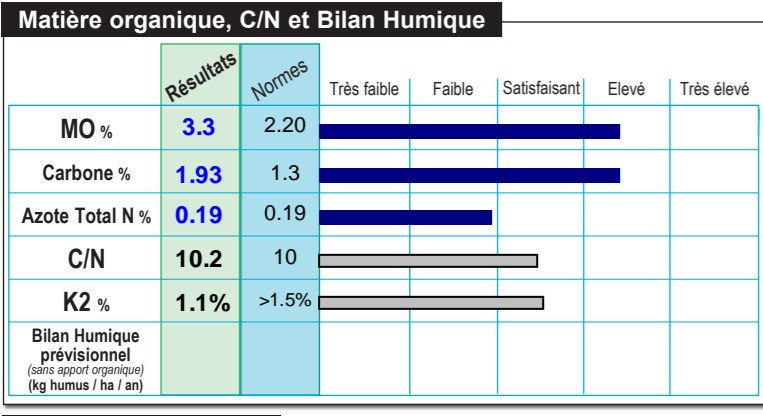 Matière organique, C/N et Bilan Humique
Résultats Normes Très faible Faible Satisfaisant Elevé Très élevé
MO % 3.3 2.20
Carbone % 1.93 1.3
Azote Total N % 0.19 0.19
C/N 10.2 10
K2 % 1.1% >1.5%
Bilan Humique
prévisionnel
(sans apport organique)
(kg humus / ha / an)